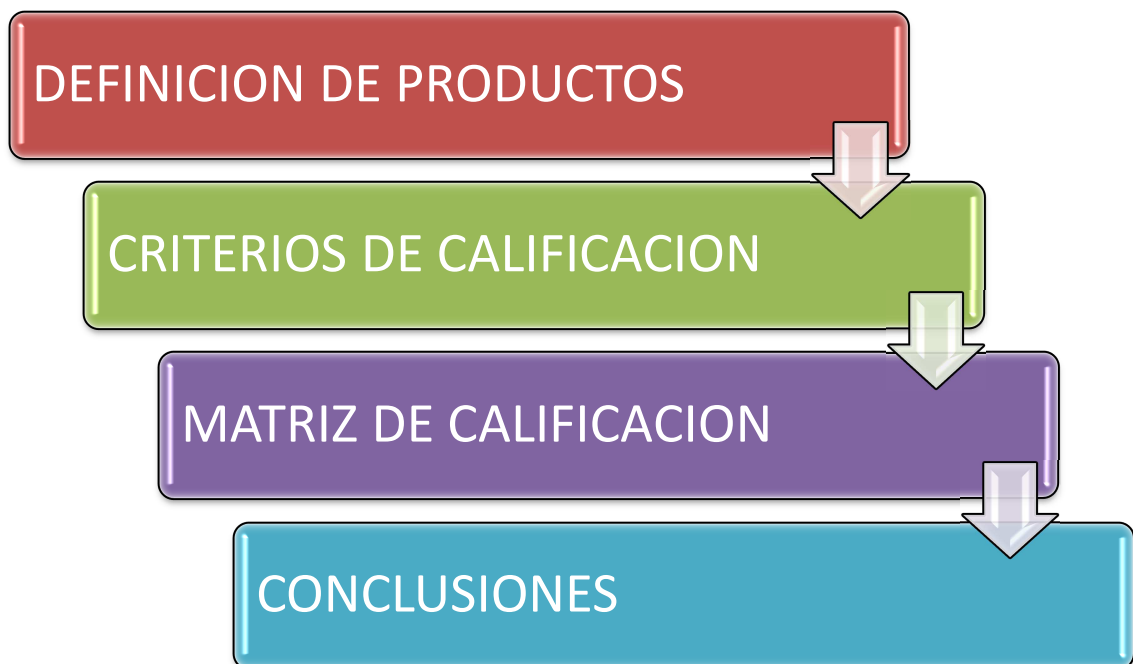 DEFINICION DE PRODUCTOS
CRITERIOS DE CALIFICACION
MATRIZ DE CALIFICACION
CONCLUSIONES